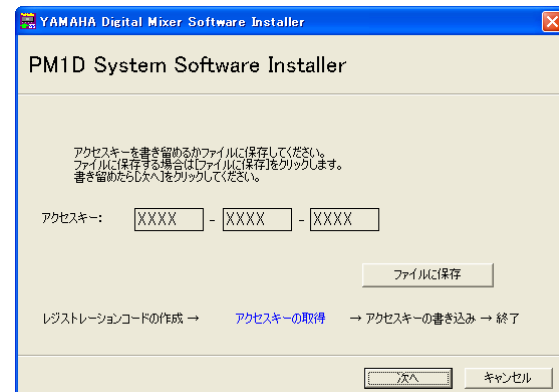 YAMAHA Digital Mixer Software Installer
PM1D System Software Installer
アクセスキーを書き留めるかファイルに保存してください。
ファイルに保存する場合は[ファイルに保存]をクリックします。
書き留めたら[次へ]をクリックしてください。
アクセスキー: XXXX - XXXX - XXXX
ファイルに保存
レジストレーションコードの作成 → アクセスキーの取得 → アクセスキーの書き込み → 終了
次へ キャンセル